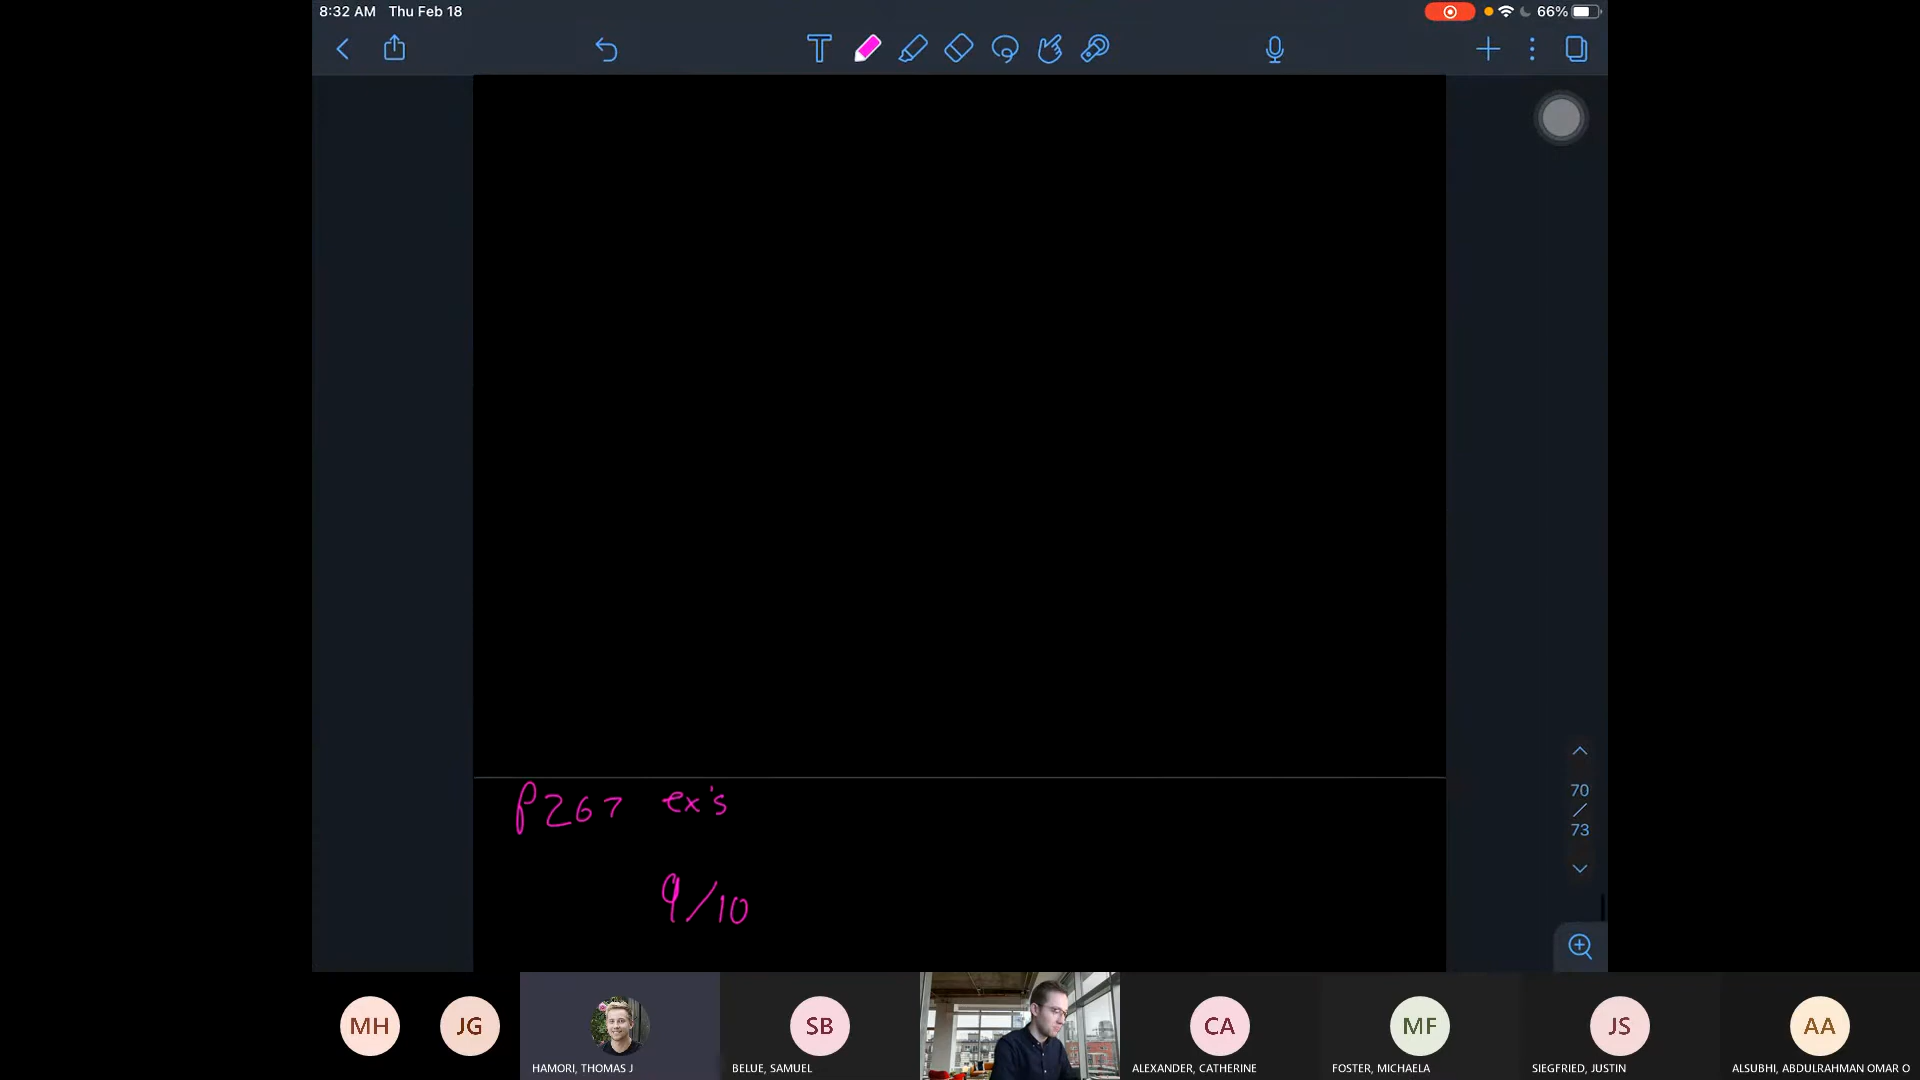 8:32 AM Thu Feb 18
66%
T
70
/
73
P267 ex's
9/10
MH
JG
SB
CA
MF
JS
AA
HAMORI, THOMAS J
BELUE, SAMUEL
ALEXANDER, CATHERINE
FOSTER, MICHAELA
SIEGFRIED, JUSTIN
ALSUBHI, ABDULRAHMAN OMAR O